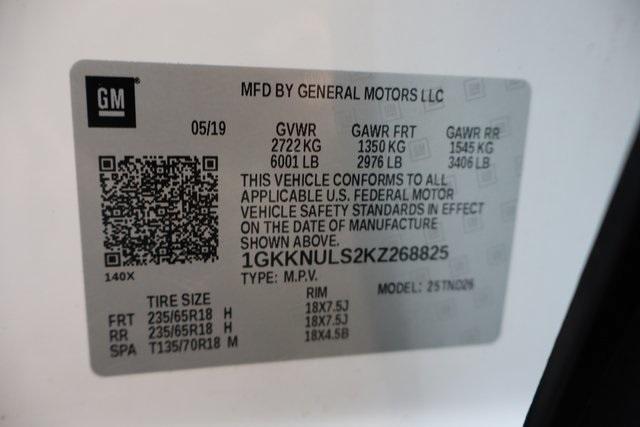 GM
MFD BY GENERAL MOTORS LLC
05/19 GVWR GAWR FRT GAWR RR
2722 KG 1350 KG 1545 KG
6001 LB 2976 LB 3406 LB
THIS VEHICLE CONFORMS TO ALL
APPLICABLE U.S. FEDERAL MOTOR
VEHICLE SAFETY STANDARDS IN EFFECT
ON THE DATE OF MANUFACTURE
SHOWN ABOVE.
1GKKNULS2KZ268825
140X
TYPE: M.P.V. MODEL: 25TND26
TIRE SIZE RIM
FRT 235/65R18 H 18X7.5J
RR 235/65R18 H 18X7.5J
SPA T135/70R18 M 18X4.5B